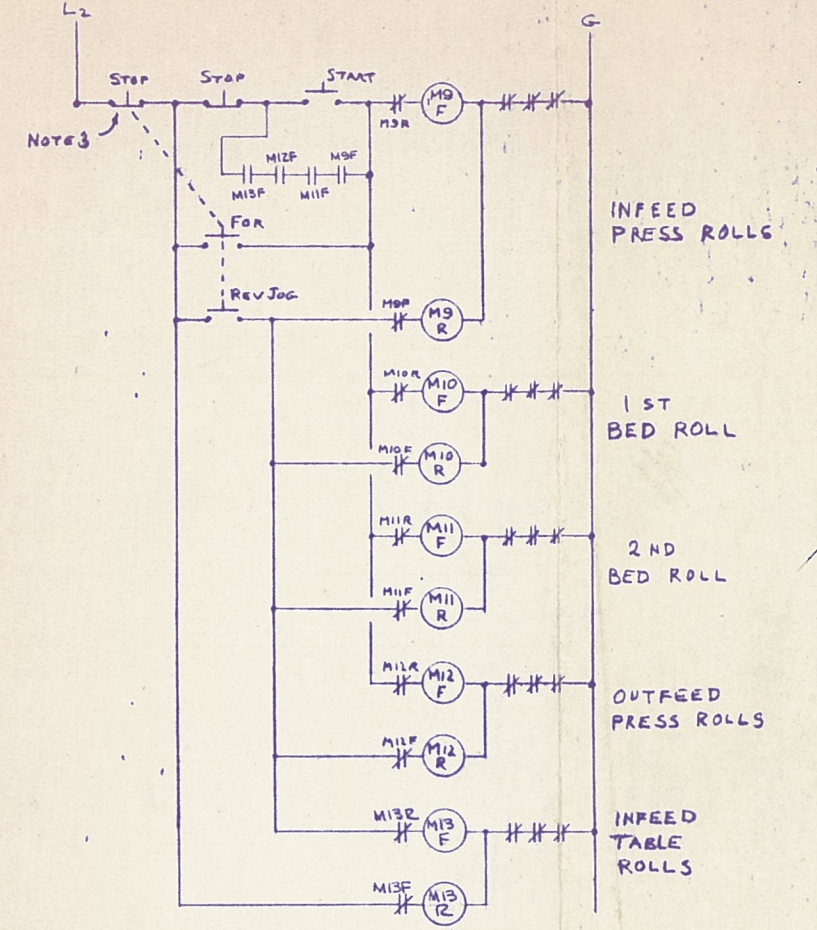 L2
G
STOP STOP START
M9R
M9
F
NOTE 3
M12F M9F
M13F M11F
FOR
INFEED
PRESS ROLLS
REV JOG
M9F
M9
R
M10R
M10
F
1 ST
BED ROLL
M10F
M10
R
M11R
M11
F
2 ND
BED ROLL
M11F
M11
R
M12R
M12
F
OUTFEED
PRESS ROLLS
M12F
M12
R
M13R
M13
F
INFEED
TABLE
ROLLS
M13F
M13
R